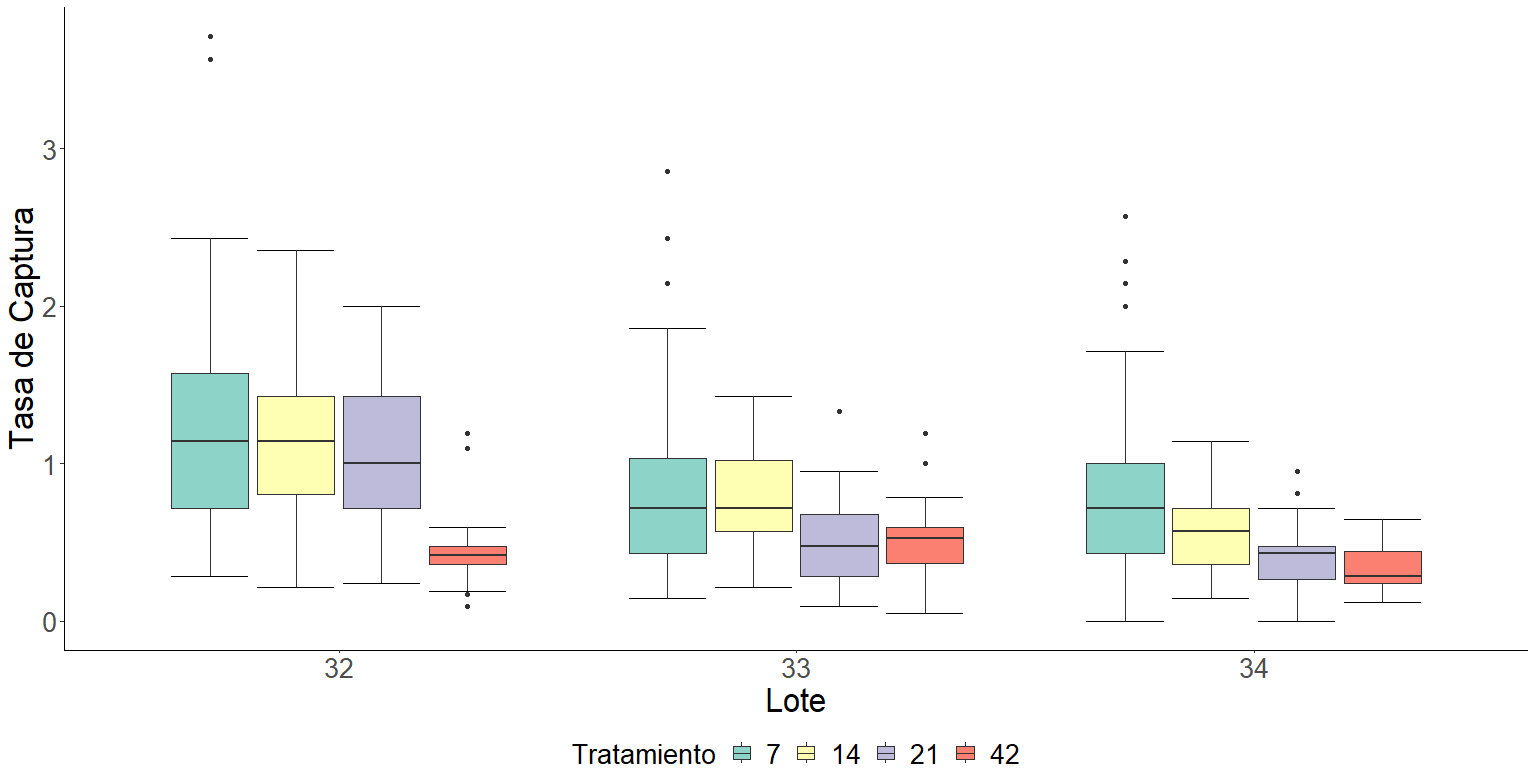 Tasa de Captura
3
2
1
0
32 33 34
Lote
Tratamiento 7 14 21 42